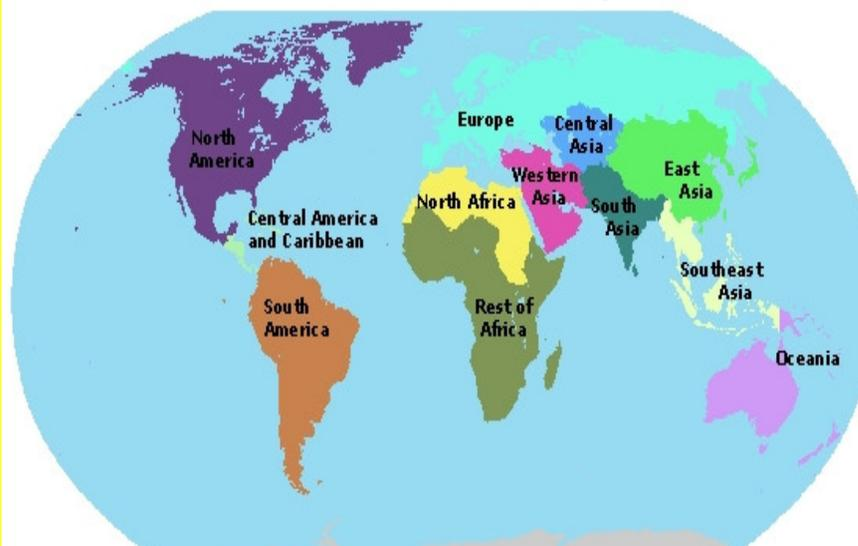 North
America
Central America
and Caribbean
South
America
Europe
North Africa
Rest of
Africa
Western
Asia
Central
Asia
South
Asia
East
Asia
Southeast
Asia
Oceania